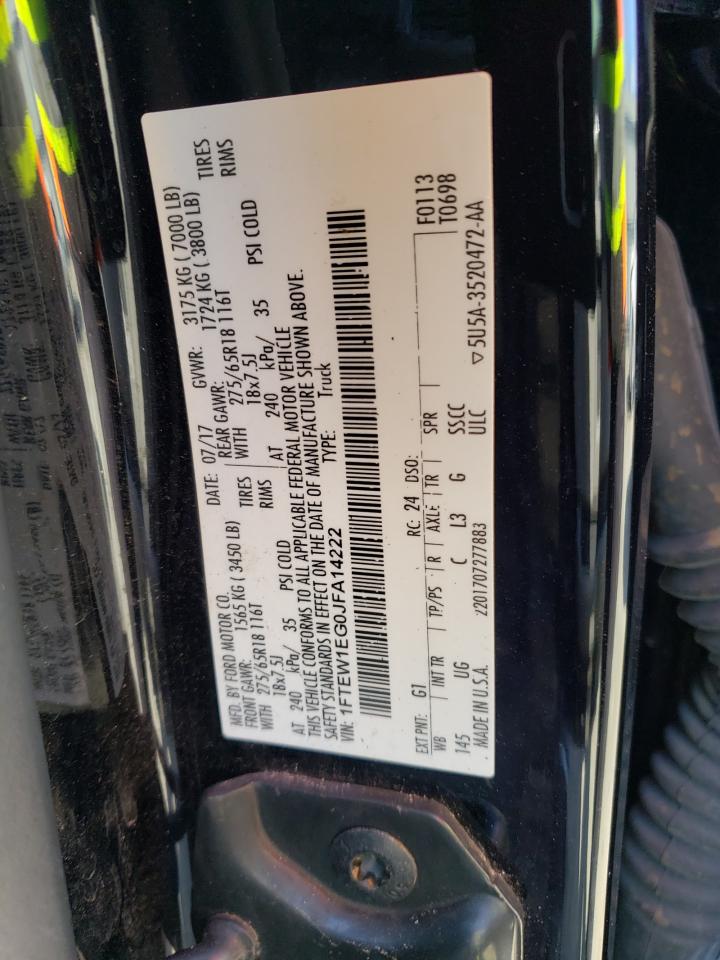 MFD. BY FORD MOTOR CO.
DATE: 07/17 GVWR: 3175 KG ( 7000 LB)
FRONT GAWR: 1565 KG ( 3450 LB) REAR GAWR: 1724 KG ( 3800 LB)
WITH 275/65R18 116T TIRES WITH 275/65R18 116T TIRES
18x7.5J RIMS 18x7.5J RIMS
AT 240 kPa/ 35 PSI COLD AT 240 kPa/ 35 PSI COLD
THIS VEHICLE CONFORMS TO ALL APPLICABLE FEDERAL MOTOR VEHICLE
SAFETY STANDARDS IN EFFECT ON THE DATE OF MANUFACTURE SHOWN ABOVE.
VIN: 1FTEW1EG0JFA14222 TYPE: Truck
F0113
T0698
EXT PNT: G1 RC: 24 DSO:
WB INT TR TP/PS R AXLE TR SPR
145 UG C L3 G SSCC
ULC
MADE IN U.S.A. z201707277883 ▽5U5A-3520472-AA